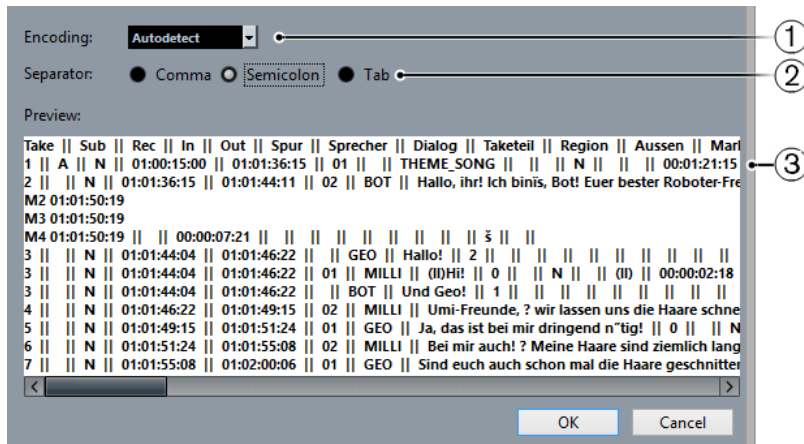 Encoding: Autodetect 1
Separator: Comma Semicolon Tab 2
Preview:
Take || Sub || Rec || In || Out || Spur || Sprecher || Dialog || Taketeil || Region || Aussen || Mar
1 || A || N || 01:00:15:00 || 01:01:36:15 || 01 || || THEME_SONG || || || N || || || 00:01:21:15
3
2 || || N || 01:01:36:15 || 01:01:44:11 || 02 || BOT || Hallo, ihr! Ich binïs, Bot! Euer bester Roboter-Fre
M2 01:01:50:19
M3 01:01:50:19
M4 01:01:50:19 || || 00:00:07:21 || || || || || || || || š || ||
3 || || N || 01:01:44:04 || 01:01:46:22 || || GEO || Hallo! || 2 || || || || || || || || ||
3 || || N || 01:01:44:04 || 01:01:46:22 || 01 || MILLI || (II)Hi! || 0 || || N || || (II) || 00:00:02:18
3 || || N || 01:01:44:04 || 01:01:46:22 || || BOT || Und Geo! || 1 || || || || || || || || ||
4 || || N || 01:01:46:22 || 01:01:49:15 || 02 || MILLI || Umi-Freunde, ? wir lassen uns die Haare schne
5 || || N || 01:01:49:15 || 01:01:51:24 || 01 || GEO || Ja, das ist bei mir dringend n˝tig! || 0 || || N
6 || || N || 01:01:51:24 || 01:01:55:08 || 02 || MILLI || Bei mir auch! ? Meine Haare sind ziemlich lang
7 || || N || 01:01:55:08 || 01:02:00:06 || 01 || GEO || Sind euch auch schon mal die Haare geschnitter
OK Cancel